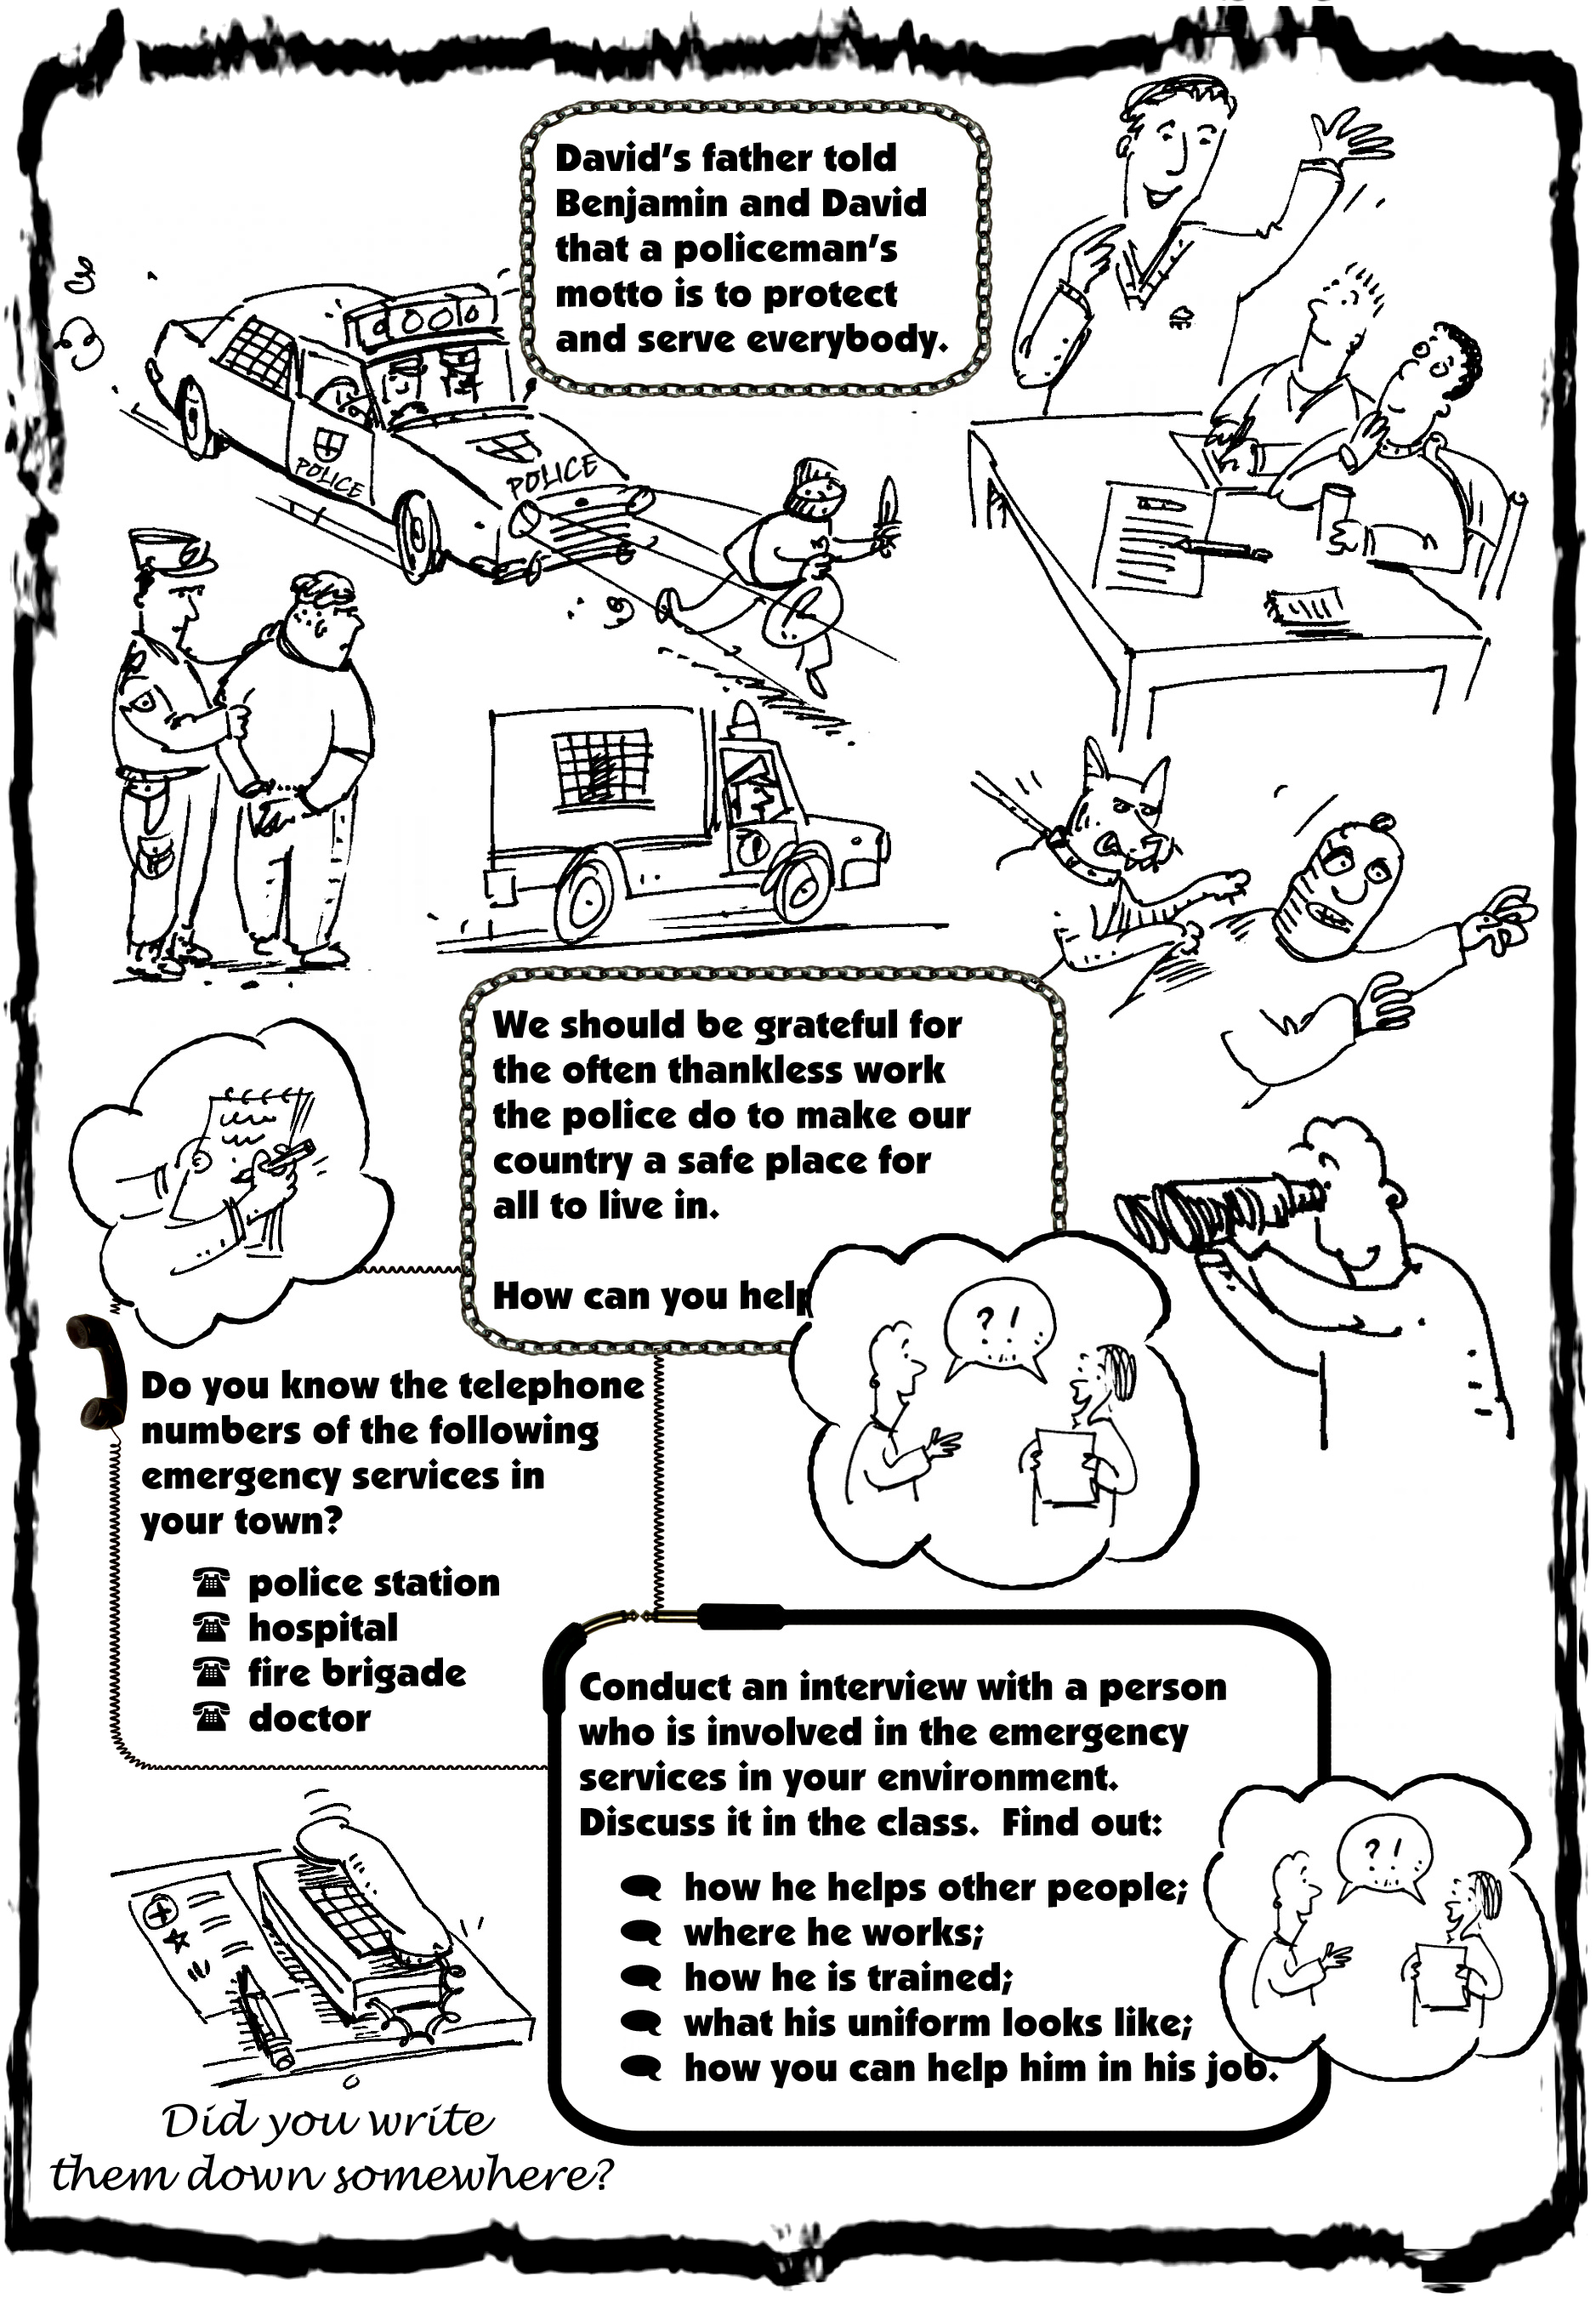 David's father told
Benjamin and David
that a policeman's
motto is to protect
and serve everybody.
POLICE
POLICE
We should be grateful for
the often thankless work
the police do to make our
country a safe place for
all to live in.
How can you help
? !
Do you know the telephone
numbers of the following
emergency services in
your town?
police station
hospital
fire brigade
doctor
Conduct an interview with a person
who is involved in the emergency
services in your environment.
Discuss it in the class. Find out:
how he helps other people;
where he works;
how he is trained;
what his uniform looks like;
how you can help him in his job.
? !
Did you write
them down somewhere?